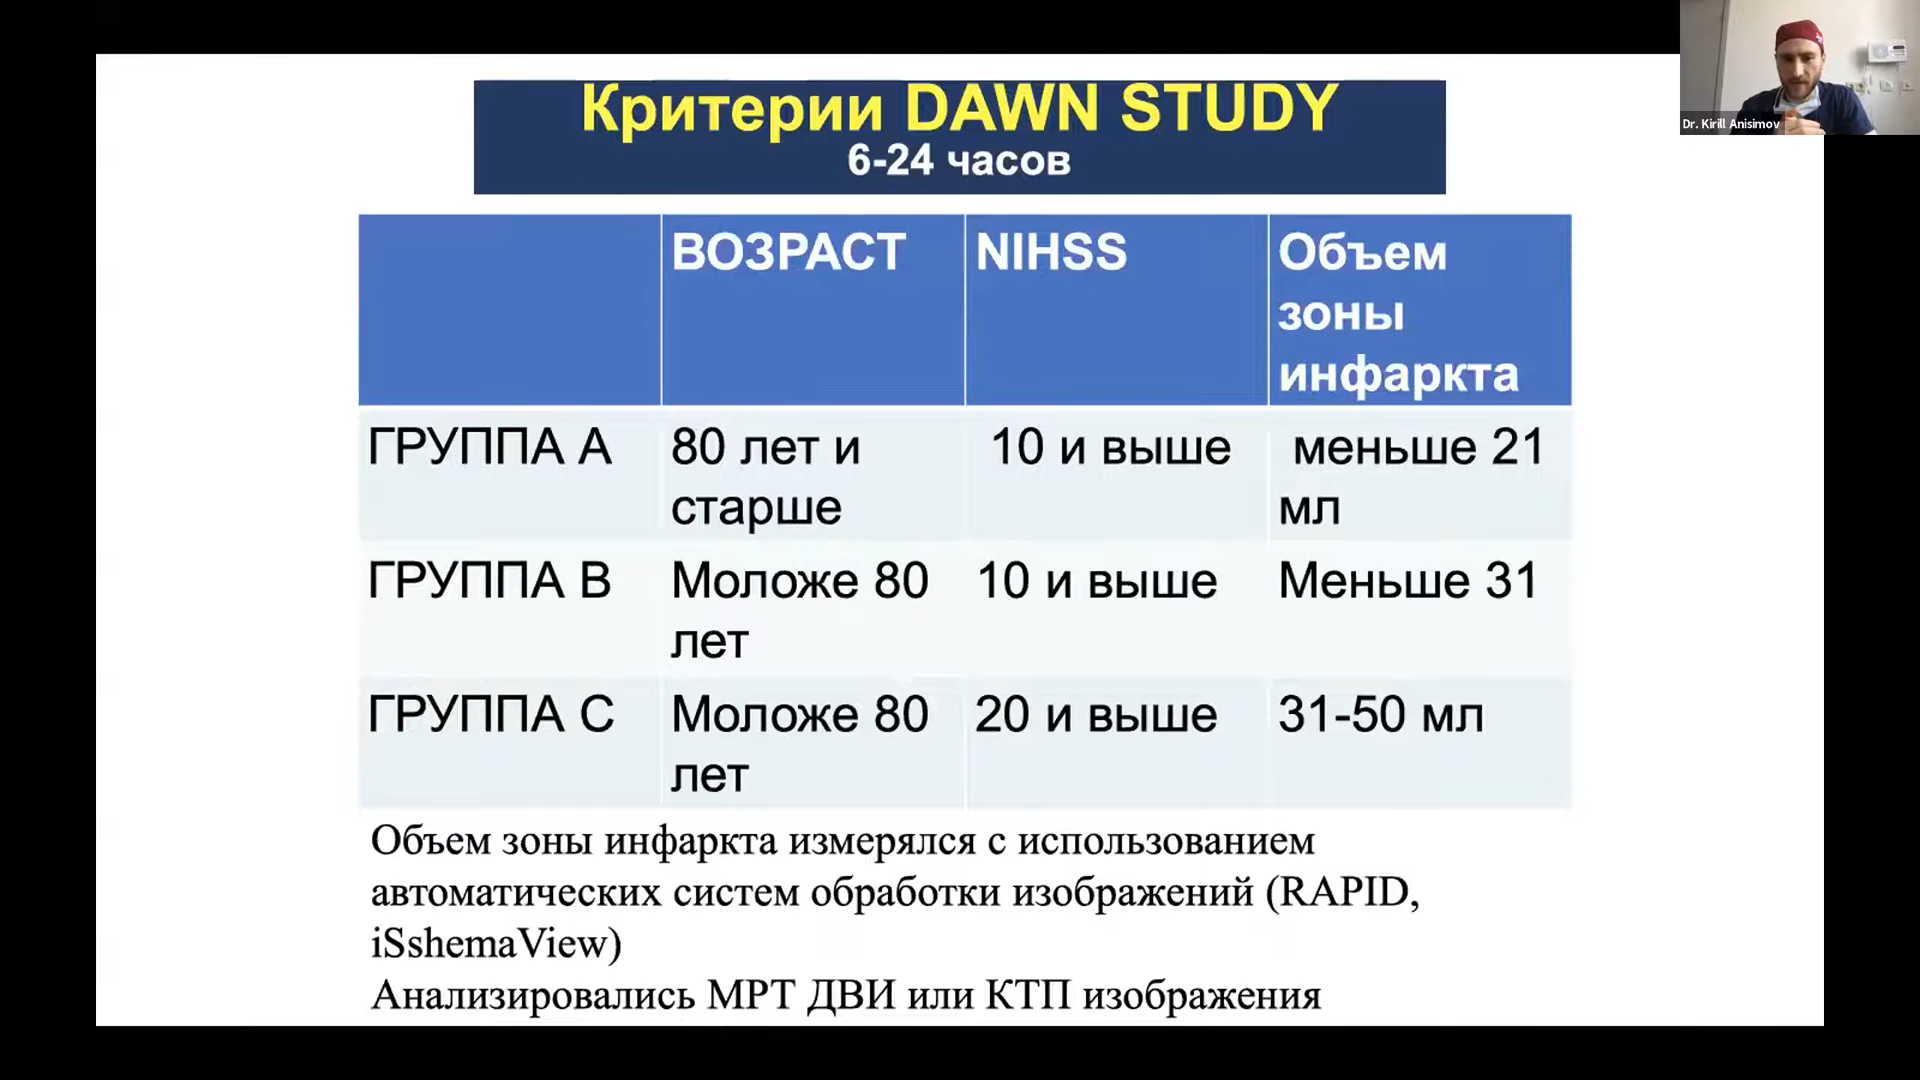 Критерии DAWN STUDY
6-24 часов
Dr. Kirill Anisimov
ВОЗРАСТ NIHSS Объем
зоны
инфаркта
ГРУППА А 80 лет и 10 и выше меньше 21
старше мл
ГРУППА В Моложе 80 10 и выше Меньше 31
лет
ГРУППА С Моложе 80 20 и выше 31-50 мл
лет
Объем зоны инфаркта измерялся с использованием
автоматических систем обработки изображений (RAPID,
iSshemaView)
Анализировались МРТ ДВИ или КТП изображения